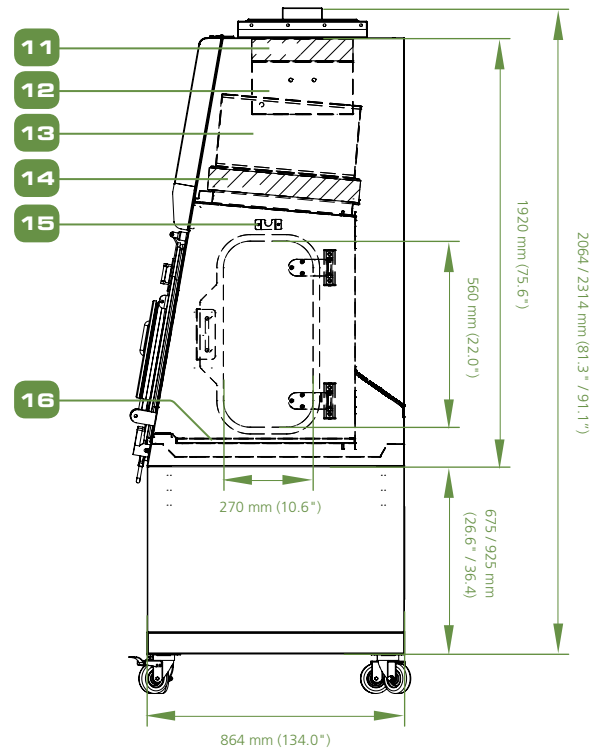 11
12
13
14
15
16
1920 mm (75.6")
2064 / 2314 mm (81.3" / 91.1")
560 mm (22.0")
270 mm (10.6")
675 / 925 mm
(26.6" / 36.4)
864 mm (134.0")